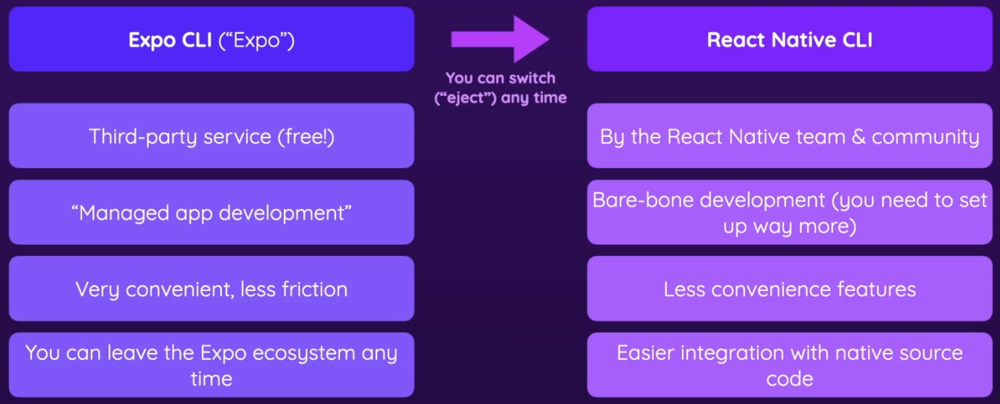 Expo CLI (“Expo”)
React Native CLI
You can switch
(“eject”) any time
Third-party service (free!)
By the React Native team & community
“Managed app development”
Bare-bone development (you need to set
up way more)
Very convenient, less friction
Less convenience features
You can leave the Expo ecosystem any
time
Easier integration with native source
code